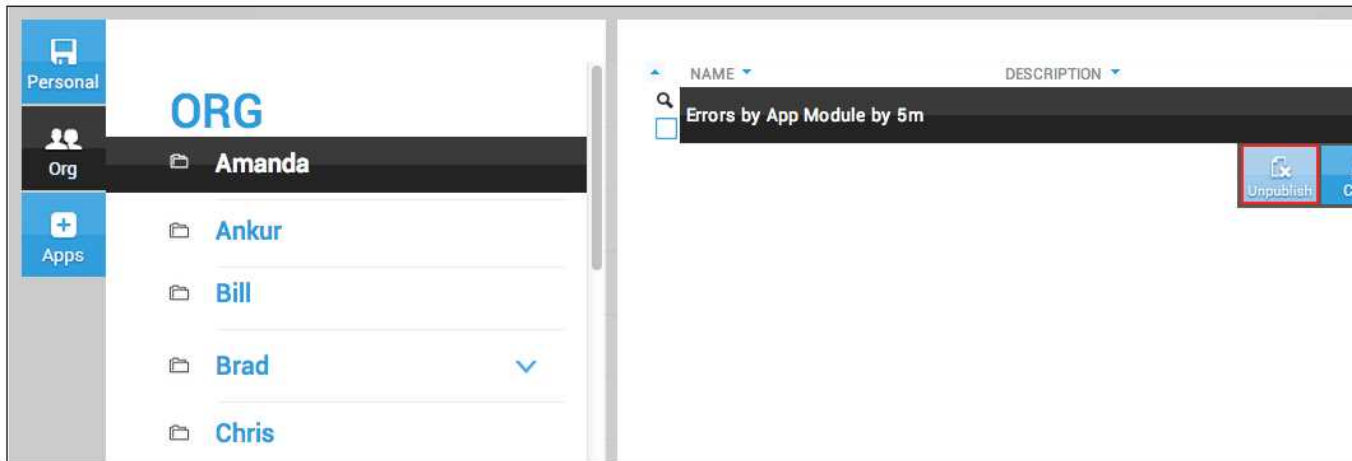 Personal
Org
Apps
ORG
Amanda
Ankur
Bill
Brad
Chris
NAME DESCRIPTION
Errors by App Module by 5m
Unpublish